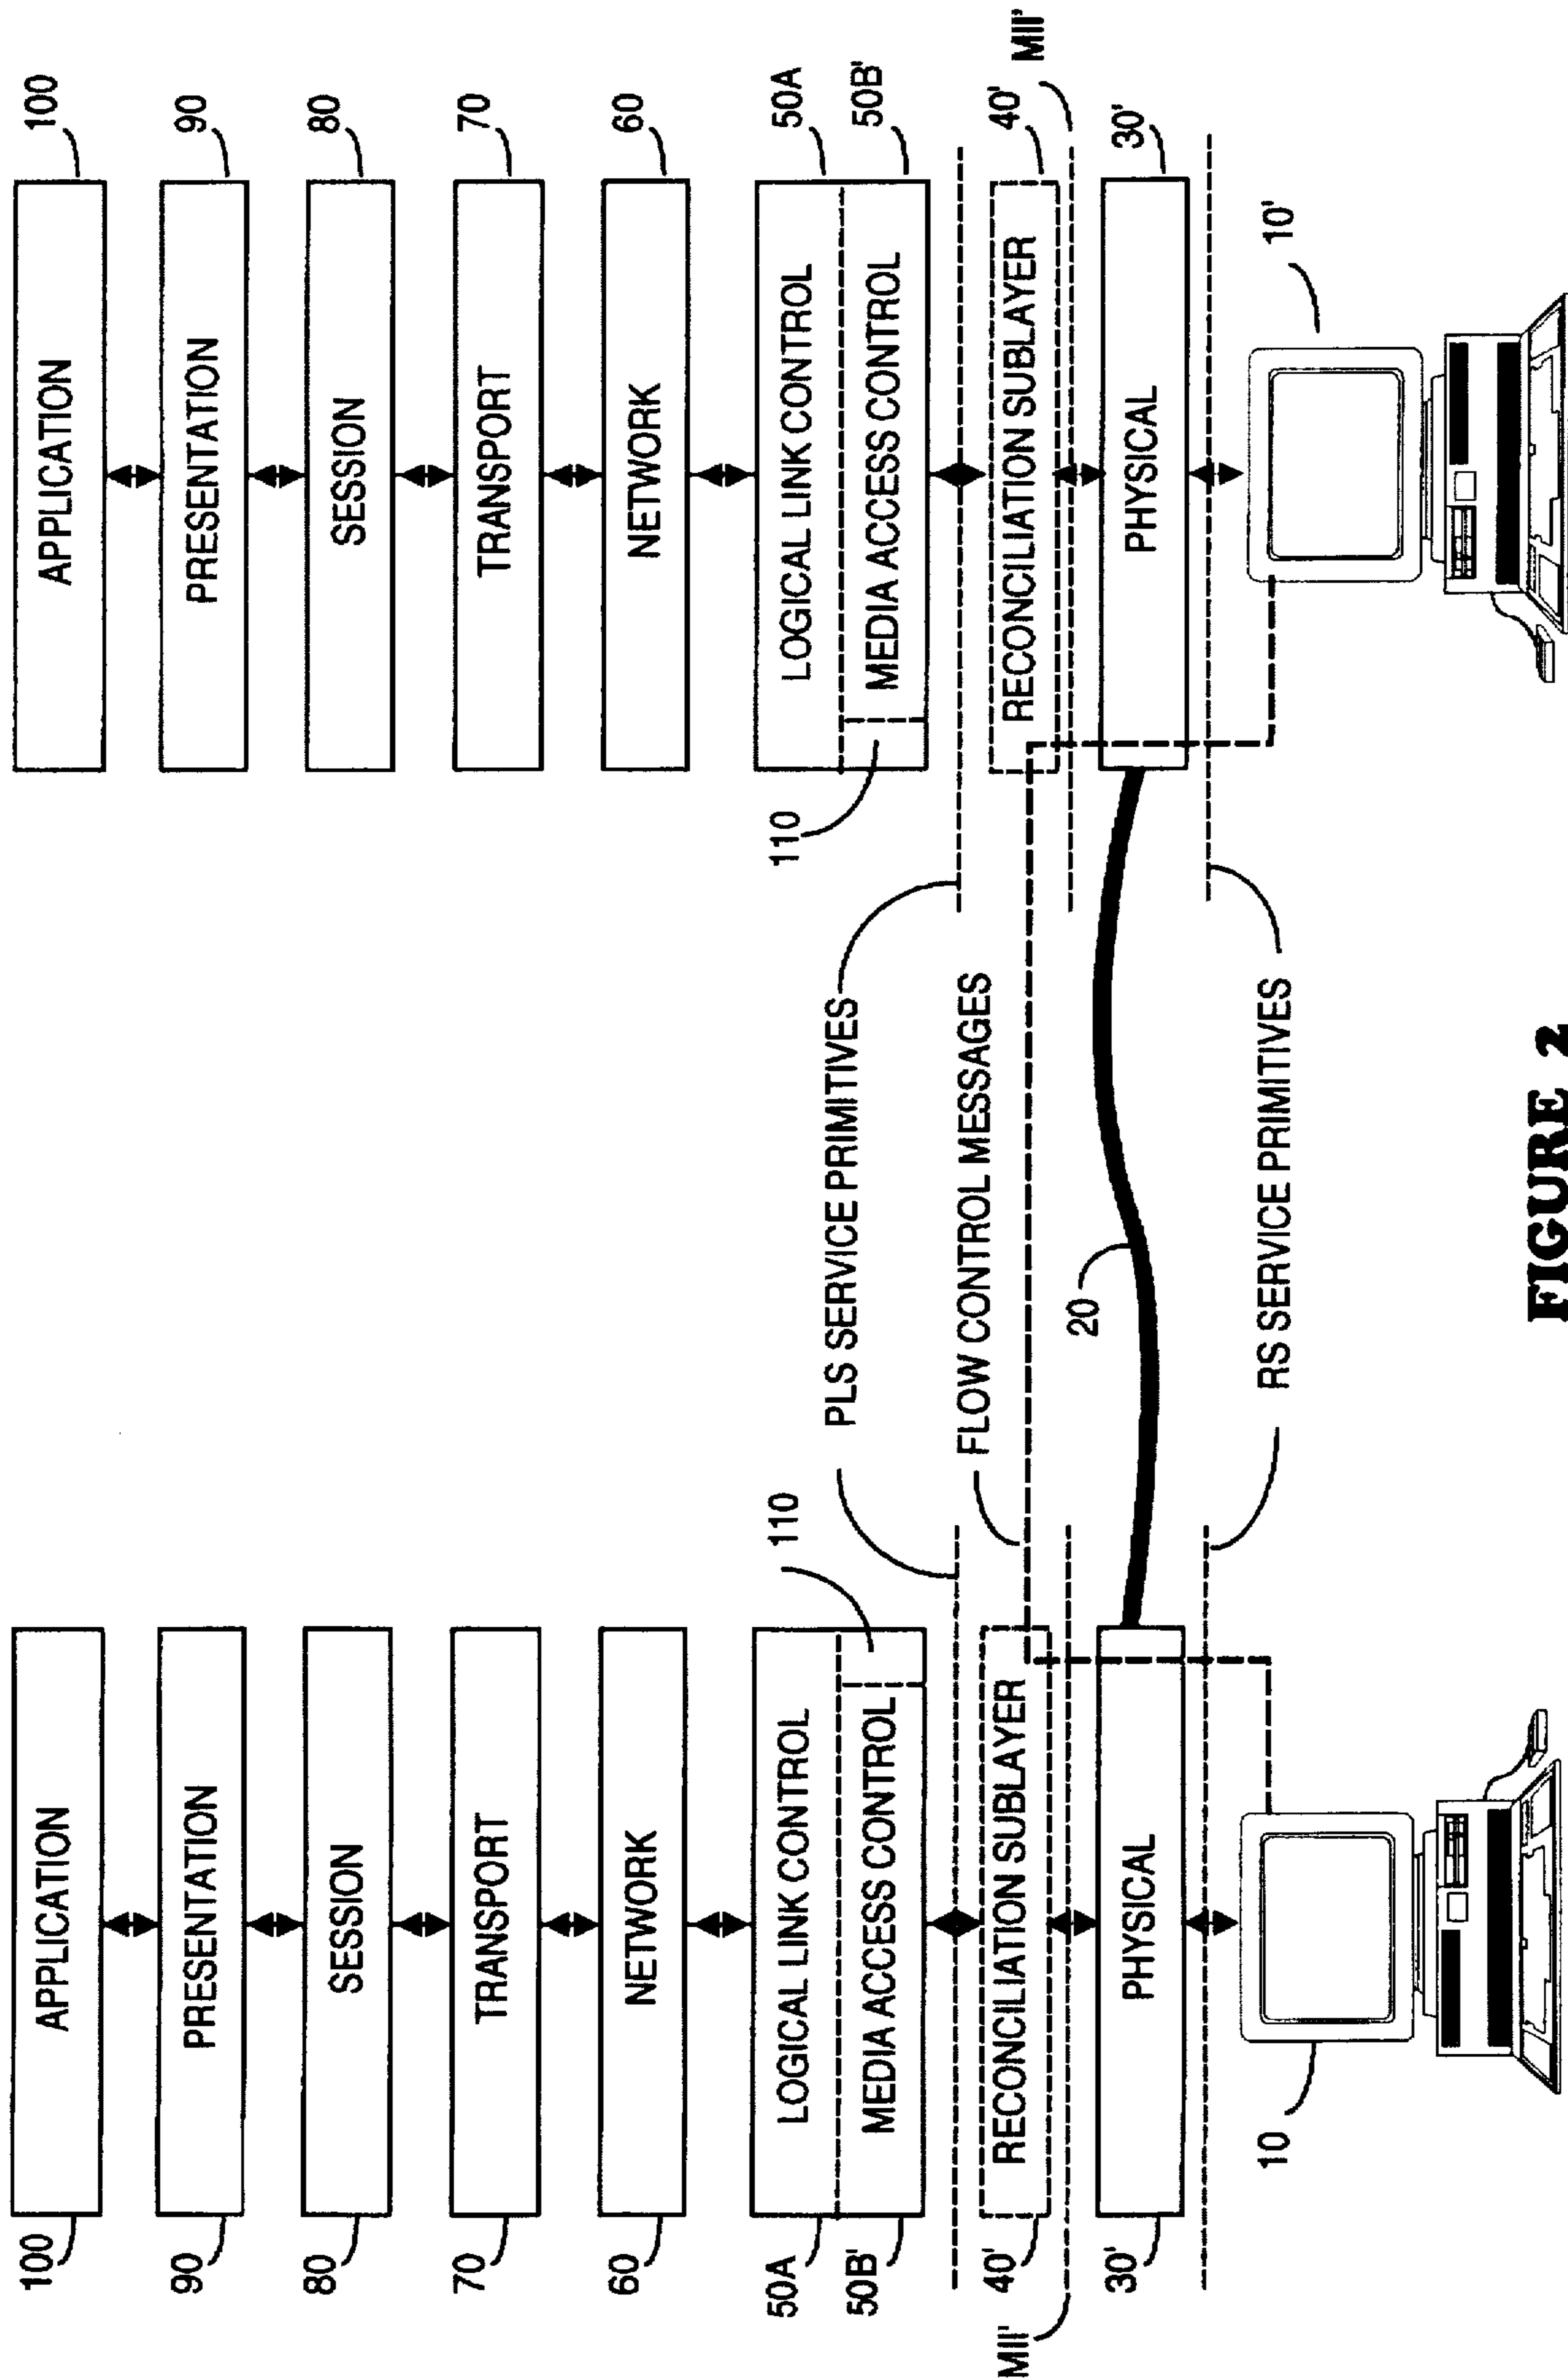 100
APPLICATION
90
PRESENTATION
80
SESSION
70
TRANSPORT
60
NETWORK
50A
LOGICAL LINK CONTROL
50B'
MEDIA ACCESS CONTROL
110
40'
RECONCILIATION SUBLAYER
MII'
30'
PHYSICAL
10
PLS SERVICE PRIMITIVES
FLOW CONTROL MESSAGES
20
RS SERVICE PRIMITIVES
APPLICATION
100
PRESENTATION
90
SESSION
80
TRANSPORT
70
NETWORK
60
LOGICAL LINK CONTROL
50A
MEDIA ACCESS CONTROL
50B'
110
RECONCILIATION SUBLAYER
40'
MII'
PHYSICAL
30'
10'
FIGURE 2